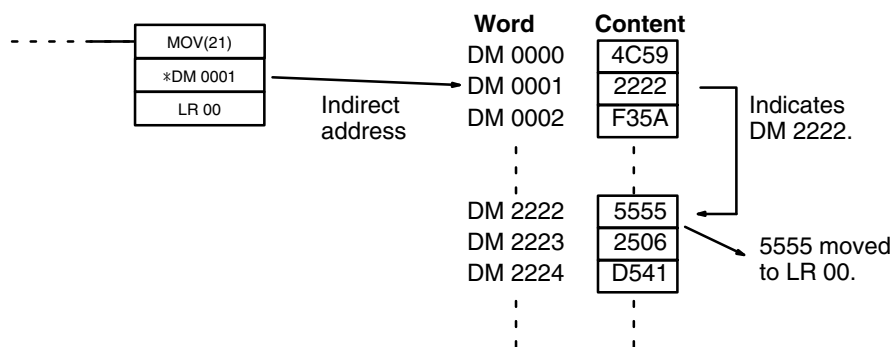 MOV(21)
*DM 0001
LR 00
Indirect
address
Word Content
DM 0000 4C59
DM 0001 2222
DM 0002 F35A
Indicates
DM 2222.
DM 2222 5555
DM 2223 2506
DM 2224 D541
5555 moved
to LR 00.